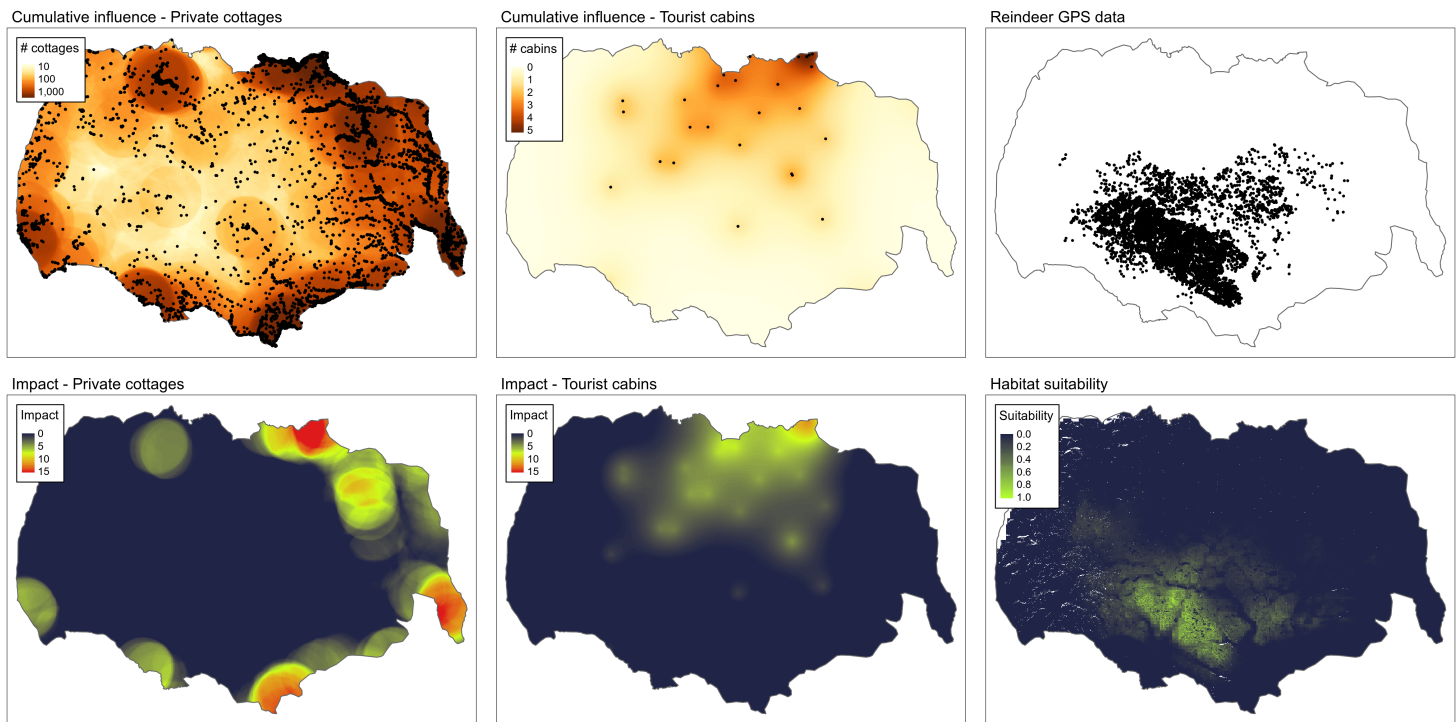 Cumulative influence - Private cottages
# cottages
10
100
1,000
Cumulative influence - Tourist cabins
# cabins
0
1
2
3
4
5
Reindeer GPS data
Impact - Private cottages
Impact
0
5
10
15
Impact - Tourist cabins
Impact
0
5
10
15
Habitat suitability
Suitability
0.0
0.2
0.4
0.6
0.8
1.0